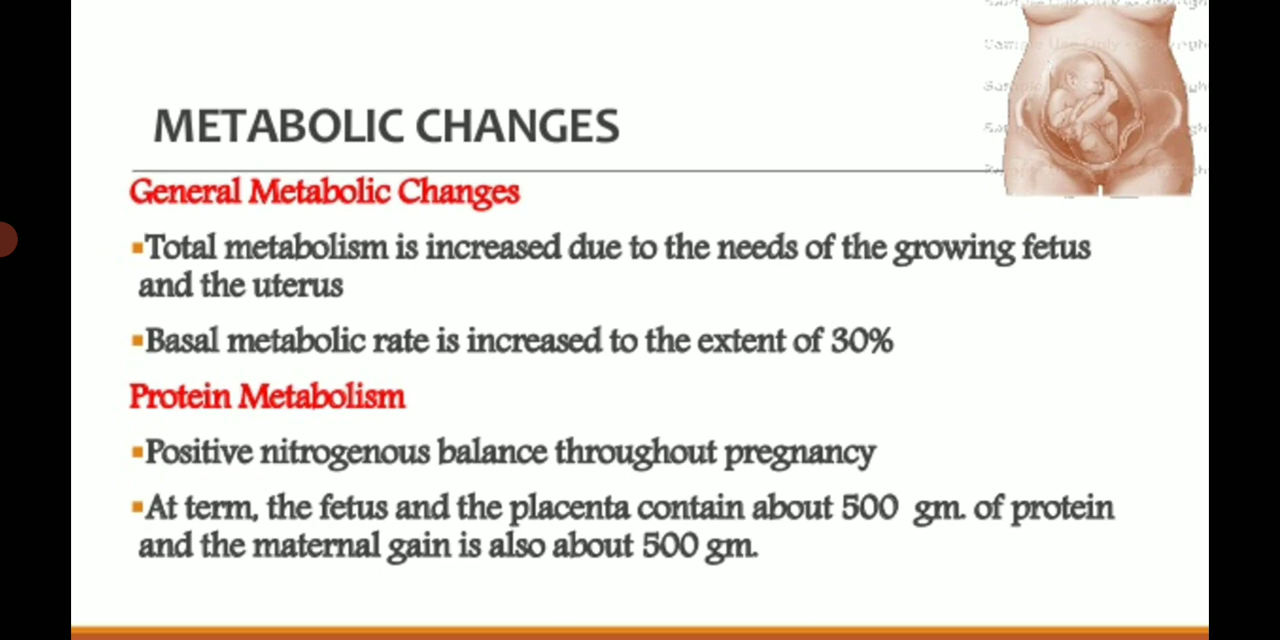 METABOLIC CHANGES
General Metabolic Changes
▪Total metabolism is increased due to the needs of the growing fetus
and the uterus
▪Basal metabolic rate is increased to the extent of 30%
Protein Metabolism
▪Positive nitrogenous balance throughout pregnancy
▪At term, the fetus and the placenta contain about 500 gm. of protein
and the maternal gain is also about 500 gm.